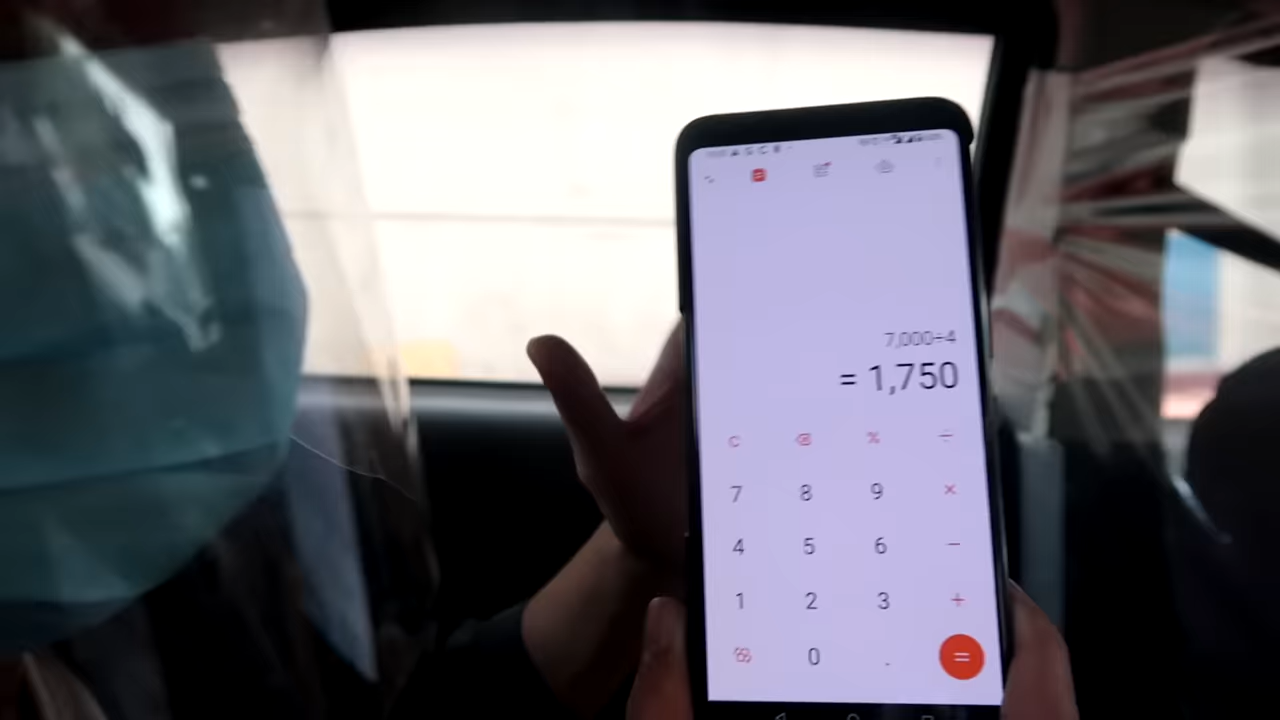 7,000÷4
= 1,750
C % ÷
7 8 9 ×
4 5 6 −
1 2 3 +
0 . =